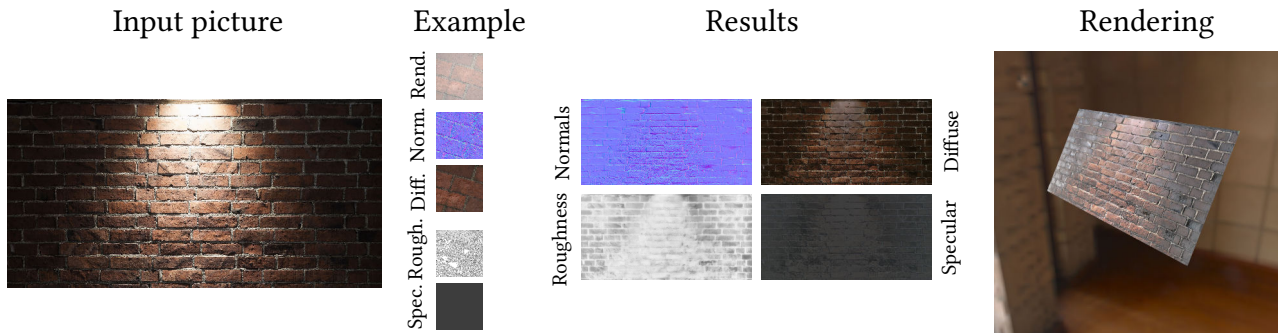 Input picture
Example
Results
Rendering
Rend.
Norm.
Diff.
Rough.
Spec.
Normals
Diffuse
Roughness
Specular